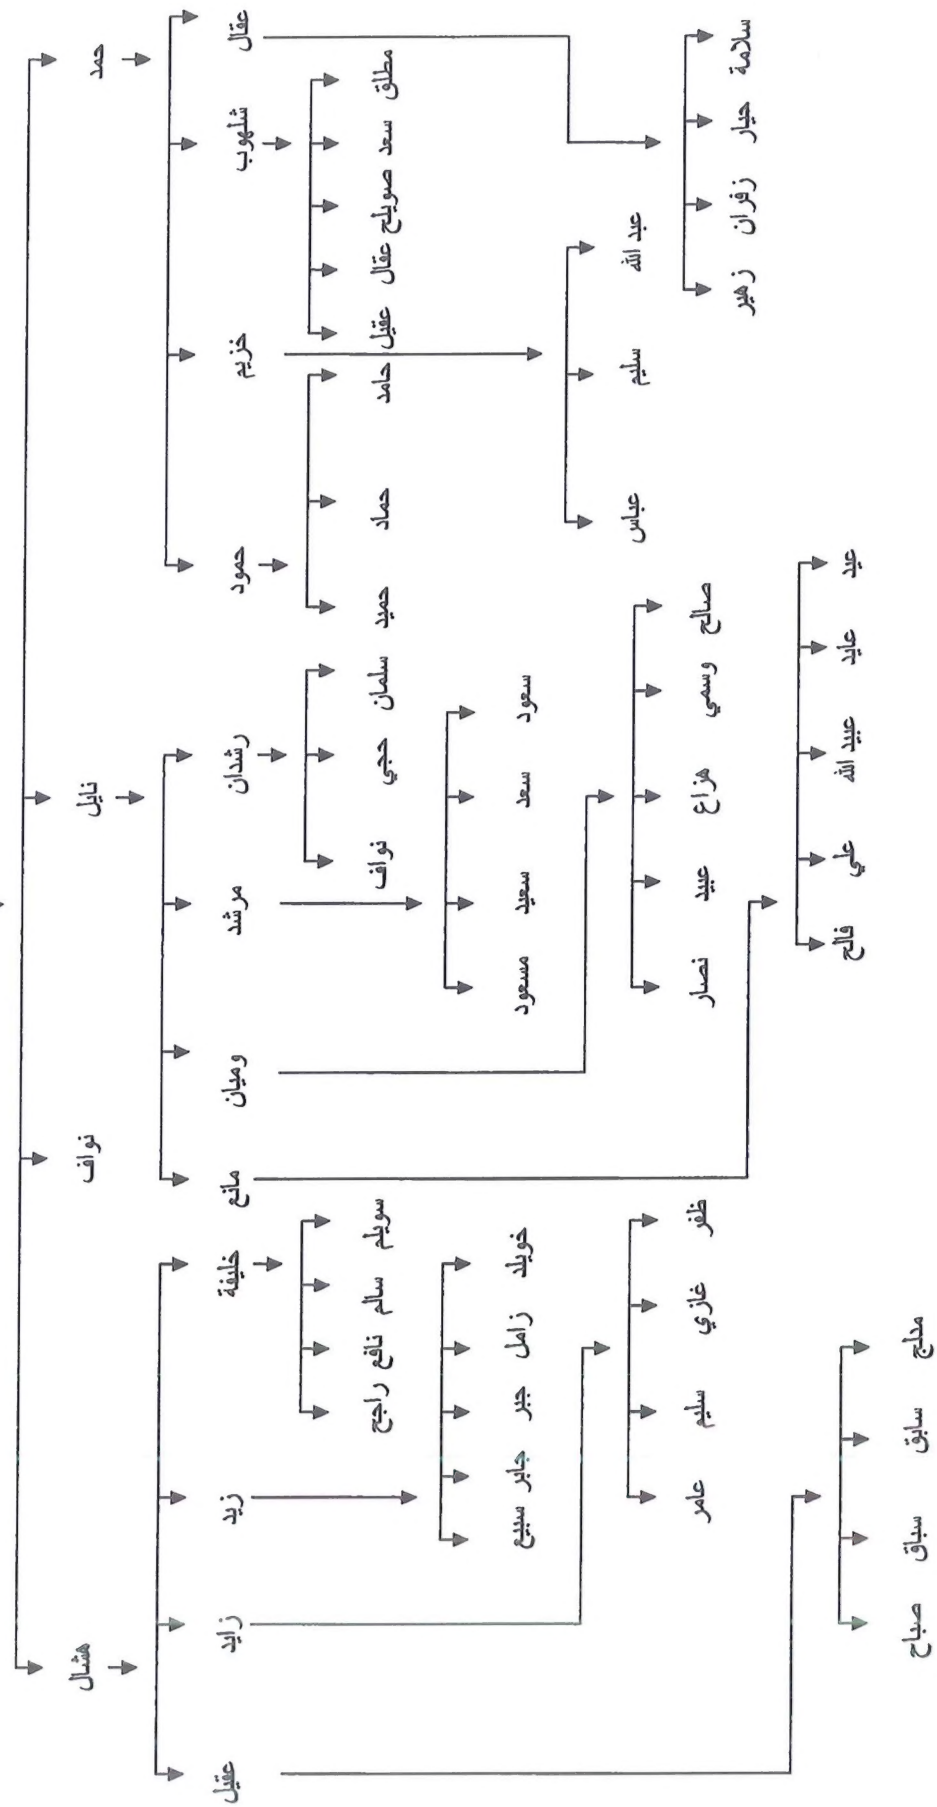 حمد نايل نواف هشال
عقال شلهوب خزيم حمود رشدان مرشد وميان مانع خليفة زيد زايد عقيل
مطلق سعد صويلح عقال عقيل حامد حماد حميد سلمان حجي نواف سويلم سالم نافع راجح
سعود سعد سعيد مسعود خويلد زامل جبر جابر سبيع
عبد الله سليم عباس
صالح وسمي هزاع عبيد نصار ظفر غازي سليم عامر
سلامة حيار زفران زهير
عيد عايد عبيد الله علي فالح
مدلج سابق سباق صباح